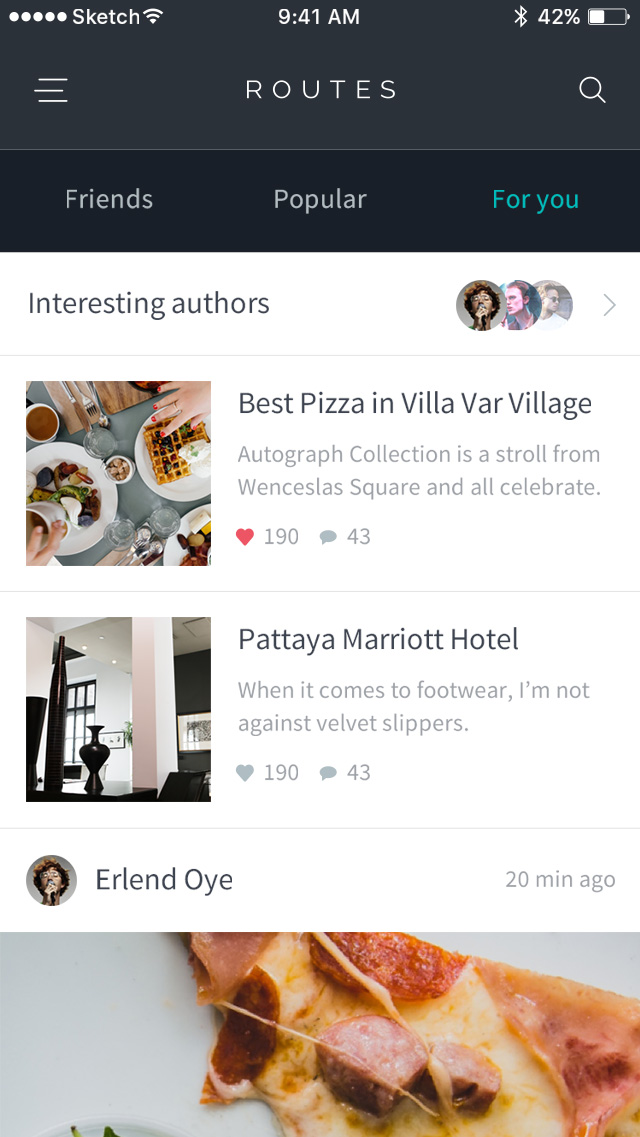 Sketch 9:41 AM 42%
ROUTES
Friends Popular For you
Interesting authors
Best Pizza in Villa Var Village
Autograph Collection is a stroll from
Wenceslas Square and all celebrate.
190 43
Pattaya Marriott Hotel
When it comes to footwear, I’m not
against velvet slippers.
190 43
Erlend Oye 20 min ago